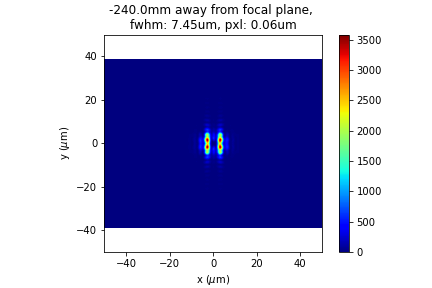 -240.0mm away from focal plane,
fwhm: 7.45um, pxl: 0.06um
40
20
0
−20
−40
y (μm)
−40 −20 0 20 40
x (μm)
3500
3000
2500
2000
1500
1000
500
0